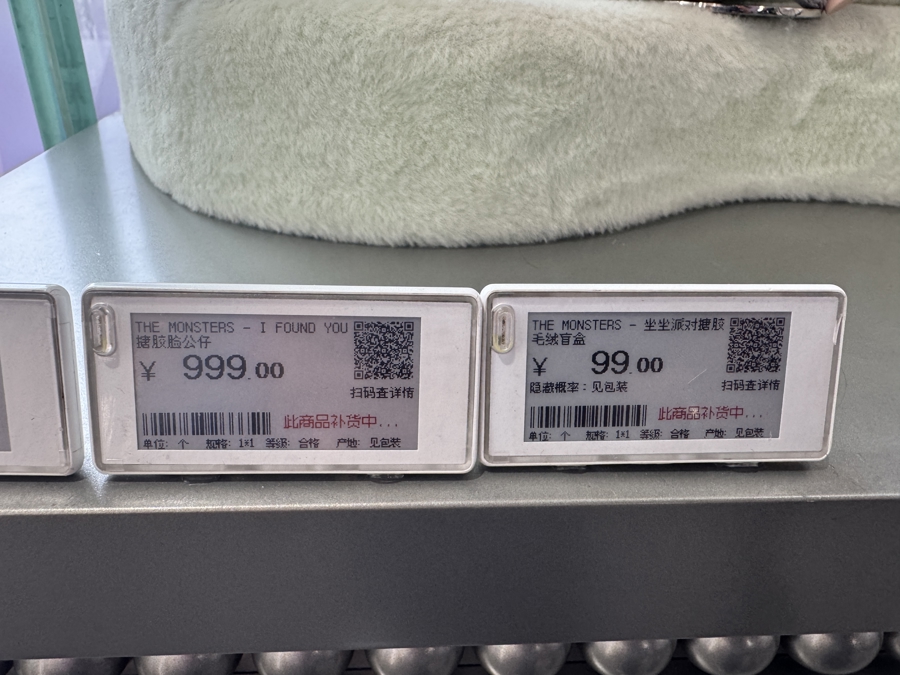 THE MONSTERS - I FOUND YOU
搪胶脸公仔
¥ 999.00
扫码查详情
此商品补货中...
单位: 个 规格: 1*1 等级: 合格 产地: 见包装
THE MONSTERS - 坐坐派对搪胶
毛绒盲盒
¥ 99.00
隐藏概率：见包装
扫码查详情
此商品补货中...
单位: 个 规格: 1*1 等级: 合格 产地: 见包装